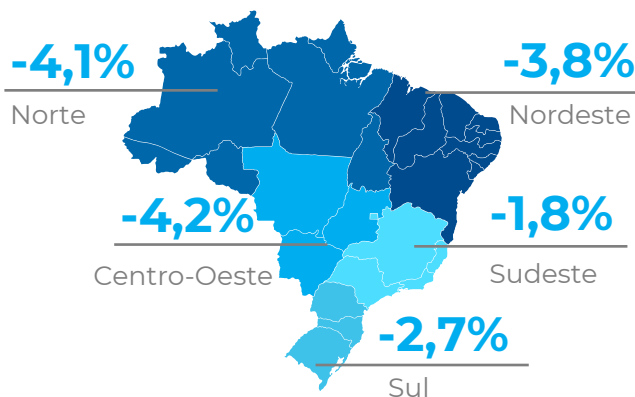 -4,1%
Norte
-3,8%
Nordeste
-4,2%
Centro-Oeste
-1,8%
Sudeste
-2,7%
Sul